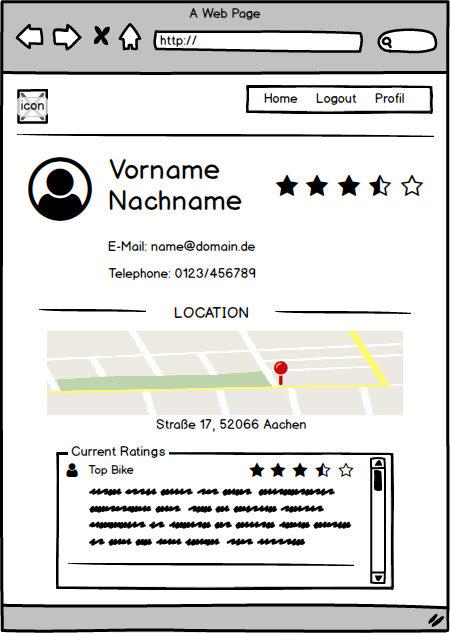 A Web Page
http://
icon
Home Logout Profil
Vorname
Nachname
E-Mail: name@domain.de
Telephone: 0123/456789
LOCATION
Straße 17, 52066 Aachen
Current Ratings
Top Bike